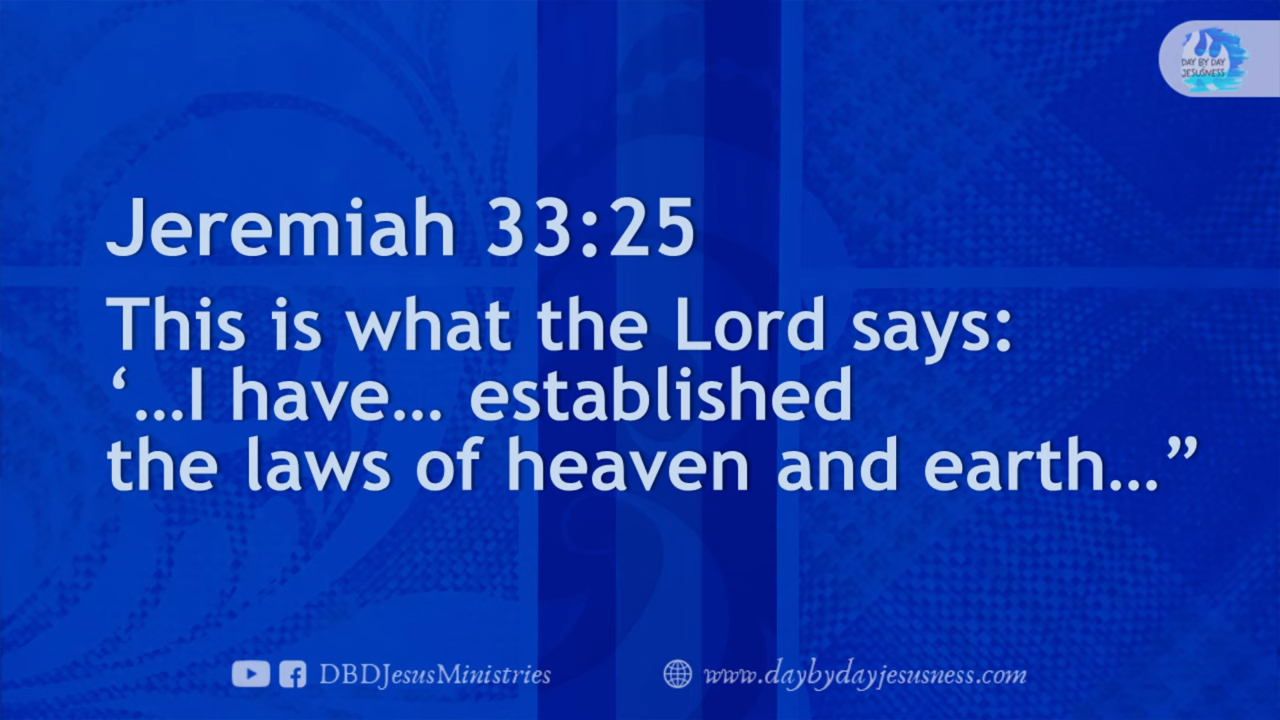 DAY BY DAY
JESUSNESS
Jeremiah 33:25
This is what the Lord says:
‘…I have… established
the laws of heaven and earth…”
DBDJesusMinistries
www.daybydayjesusness.com